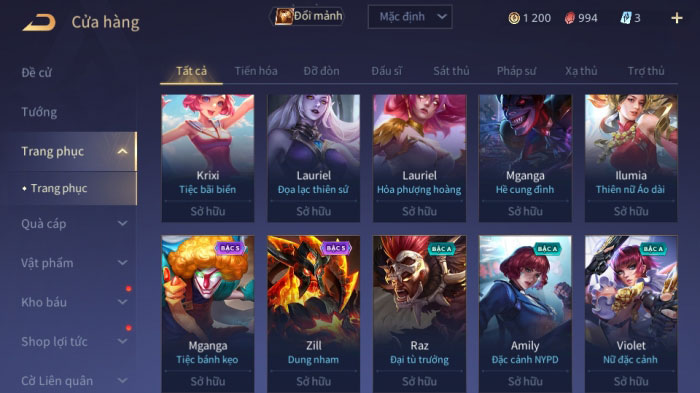 Cửa hàng
Đổi mảnh
Mặc định
1 200
994
3
Đề cử
Tướng
Trang phục
Trang phục
Quà cáp
Vật phẩm
Kho báu
Shop lợi tức
Cờ Liên quân
Tất cả Tiến hóa Đỡ đòn Đấu sĩ Sát thủ Pháp sư Xạ thủ Trợ thủ
Krixi Lauriel Lauriel Mganga Ilumia
Tiệc bãi biển Đọa lạc thiên sứ Hỏa phượng hoàng Hề cung đình Thiên nữ Áo dài
Sở hữu Sở hữu Sở hữu Sở hữu Sở hữu
BẬC S BẬC S BẬC A BẬC A BẬC A
Mganga Zill Raz Amily Violet
Tiệc bánh kẹo Dung nham Đại tù trưởng Đặc cảnh NYPD Nữ đặc cảnh
Sở hữu Sở hữu Sở hữu Sở hữu Sở hữu